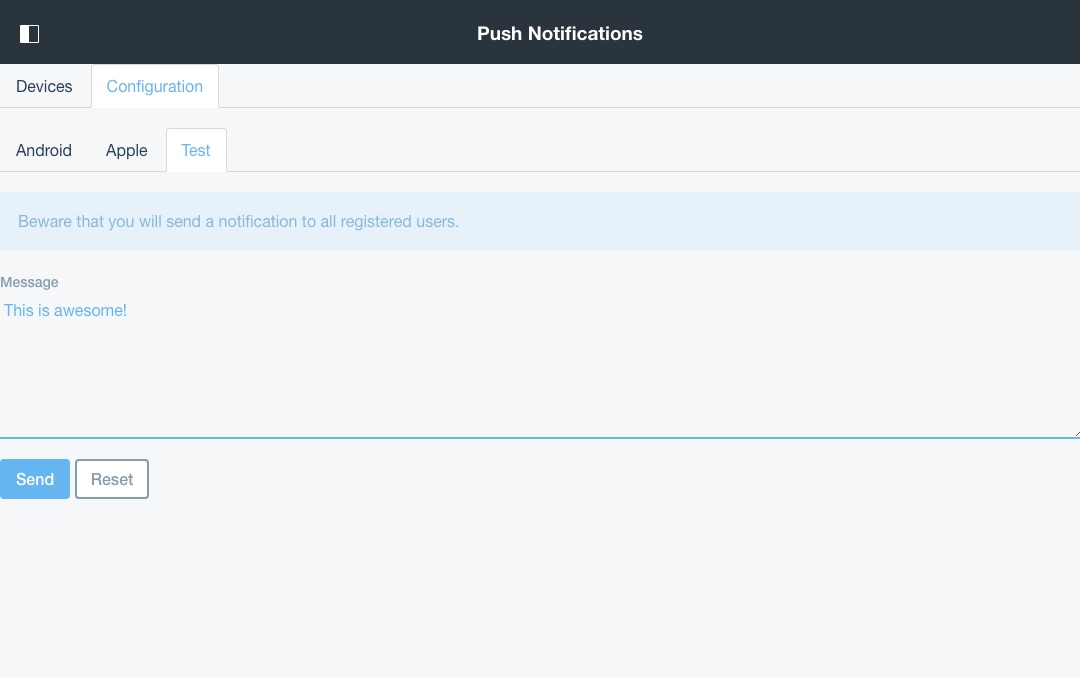 Push Notifications
Devices Configuration
Android Apple Test
Beware that you will send a notification to all registered users.
Message
This is awesome!
Send Reset